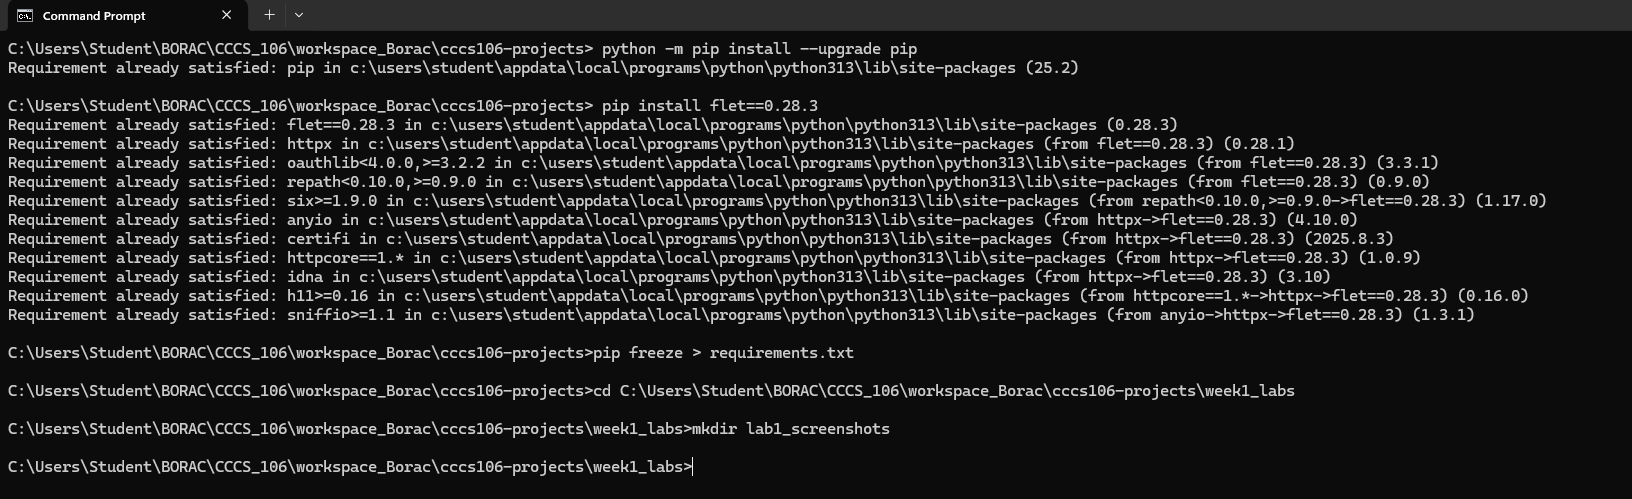 Command Prompt
C:\Users\Student\BORAC\CCCS_106\workspace_Borac\cccs106-projects> python -m pip install --upgrade pip
Requirement already satisfied: pip in c:\users\student\appdata\local\programs\python\python313\lib\site-packages (25.2)
C:\Users\Student\BORAC\CCCS_106\workspace_Borac\cccs106-projects> pip install flet==0.28.3
Requirement already satisfied: flet==0.28.3 in c:\users\student\appdata\local\programs\python\python313\lib\site-packages (0.28.3)
Requirement already satisfied: httpx in c:\users\student\appdata\local\programs\python\python313\lib\site-packages (from flet==0.28.3) (0.28.1)
Requirement already satisfied: oauthlib<4.0.0,>=3.2.2 in c:\users\student\appdata\local\programs\python\python313\lib\site-packages (from flet==0.28.3) (3.3.1)
Requirement already satisfied: repath<0.10.0,>=0.9.0 in c:\users\student\appdata\local\programs\python\python313\lib\site-packages (from flet==0.28.3) (0.9.0)
Requirement already satisfied: six>=1.9.0 in c:\users\student\appdata\local\programs\python\python313\lib\site-packages (from repath<0.10.0,>=0.9.0->flet==0.28.3) (1.17.0)
Requirement already satisfied: anyio in c:\users\student\appdata\local\programs\python\python313\lib\site-packages (from httpx->flet==0.28.3) (4.10.0)
Requirement already satisfied: certifi in c:\users\student\appdata\local\programs\python\python313\lib\site-packages (from httpx->flet==0.28.3) (2025.8.3)
Requirement already satisfied: httpcore==1.* in c:\users\student\appdata\local\programs\python\python313\lib\site-packages (from httpx->flet==0.28.3) (1.0.9)
Requirement already satisfied: idna in c:\users\student\appdata\local\programs\python\python313\lib\site-packages (from httpx->flet==0.28.3) (3.10)
Requirement already satisfied: h11>=0.16 in c:\users\student\appdata\local\programs\python\python313\lib\site-packages (from httpcore==1.*->httpx->flet==0.28.3) (0.16.0)
Requirement already satisfied: sniffio>=1.1 in c:\users\student\appdata\local\programs\python\python313\lib\site-packages (from anyio->httpx->flet==0.28.3) (1.3.1)
C:\Users\Student\BORAC\CCCS_106\workspace_Borac\cccs106-projects>pip freeze > requirements.txt
C:\Users\Student\BORAC\CCCS_106\workspace_Borac\cccs106-projects>cd C:\Users\Student\BORAC\CCCS_106\workspace_Borac\cccs106-projects\week1_labs
C:\Users\Student\BORAC\CCCS_106\workspace_Borac\cccs106-projects\week1_labs>mkdir lab1_screenshots
C:\Users\Student\BORAC\CCCS_106\workspace_Borac\cccs106-projects\week1_labs>